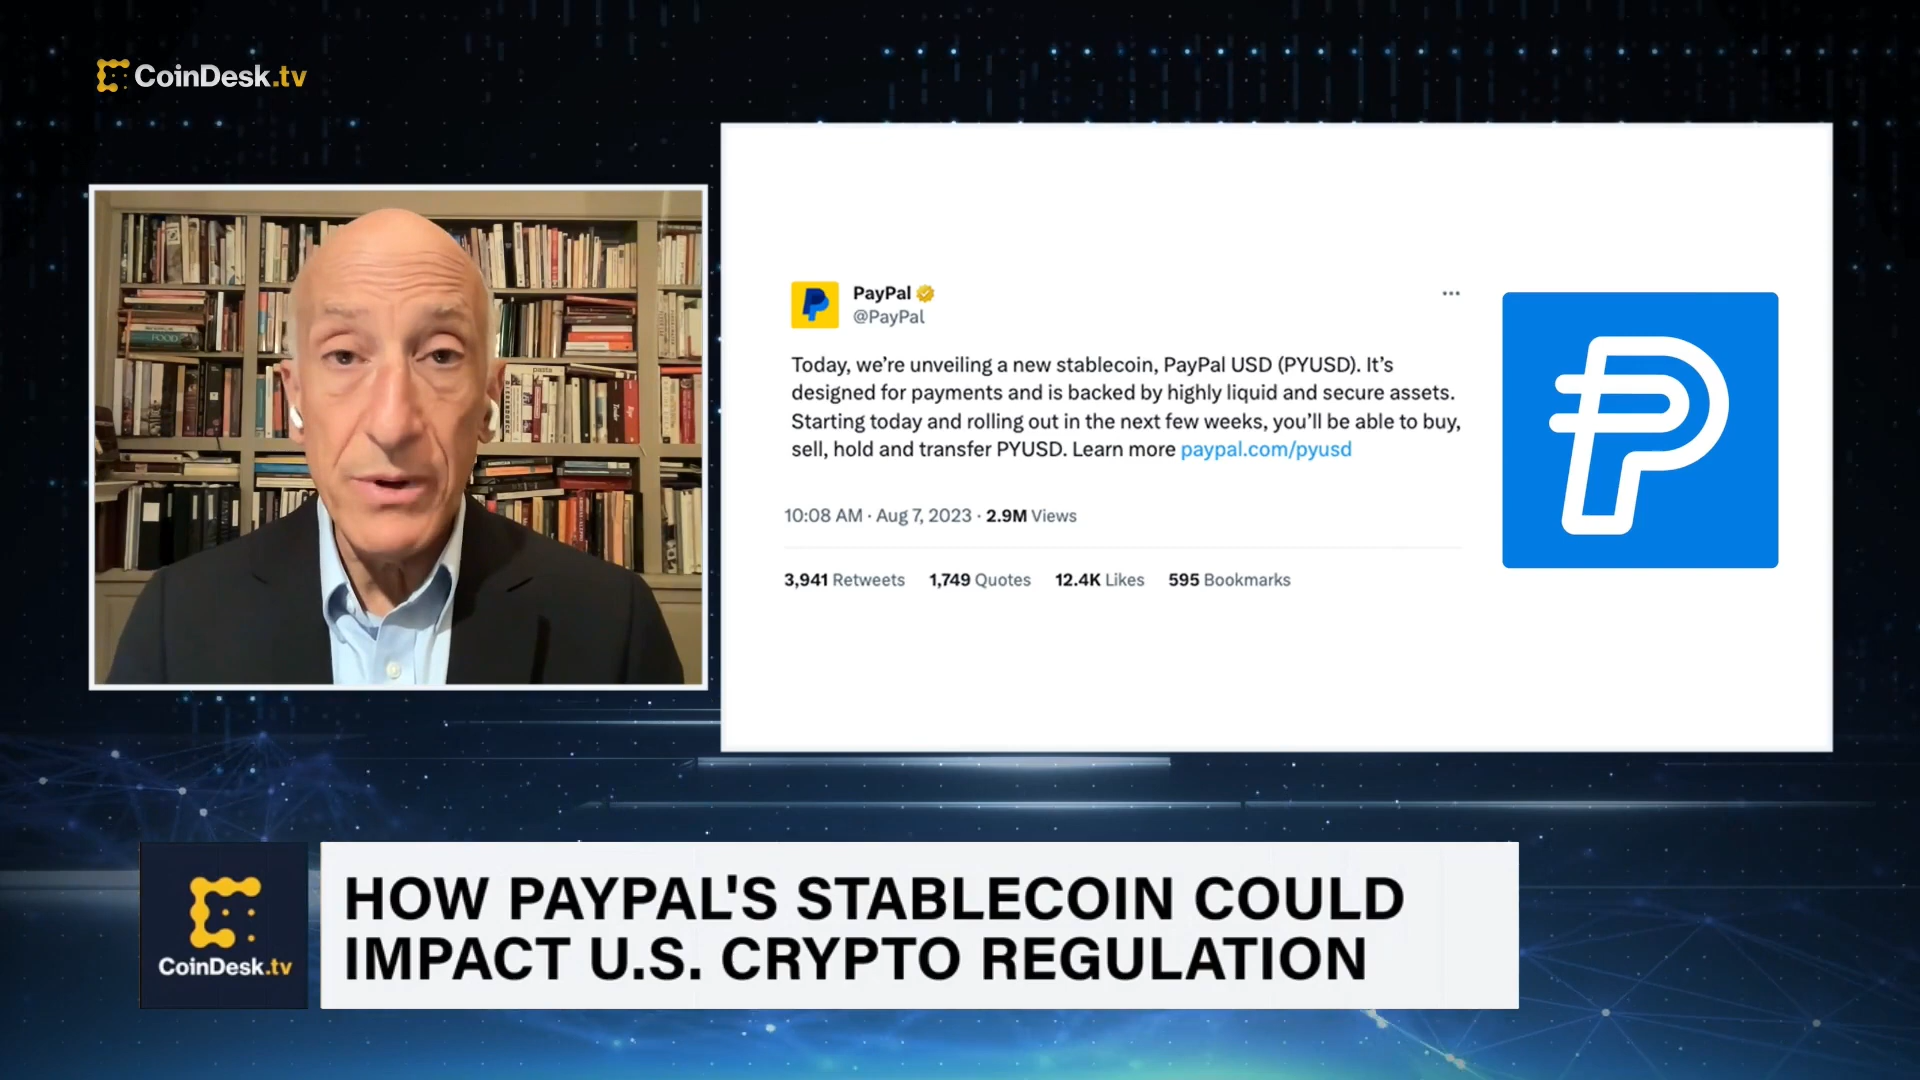 CoinDesk.tv
FOOD
pasta
PayPal
@PayPal
Today, we’re unveiling a new stablecoin, PayPal USD (PYUSD). It’s
designed for payments and is backed by highly liquid and secure assets.
Starting today and rolling out in the next few weeks, you’ll be able to buy,
sell, hold and transfer PYUSD. Learn more paypal.com/pyusd
10:08 AM · Aug 7, 2023 · 2.9M Views
3,941 Retweets 1,749 Quotes 12.4K Likes 595 Bookmarks
CoinDesk.tv
HOW PAYPAL'S STABLECOIN COULD
IMPACT U.S. CRYPTO REGULATION